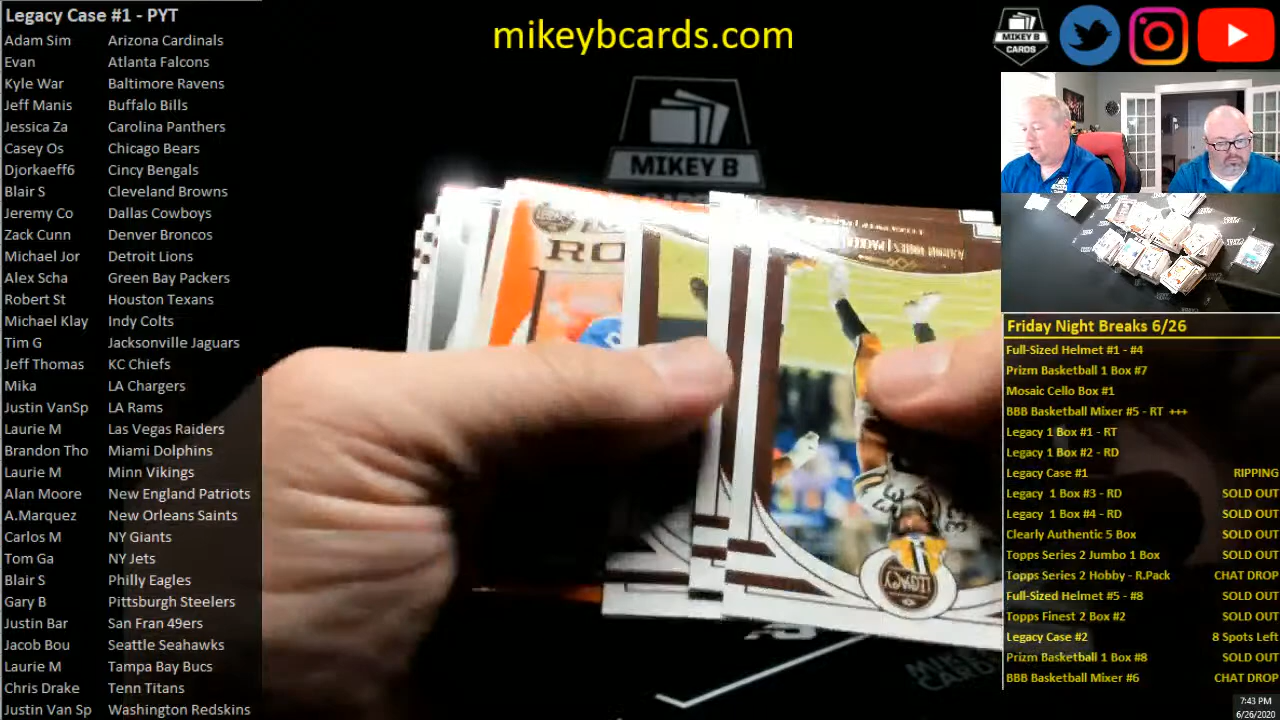 Legacy Case #1 - PYT
Adam Sim Arizona Cardinals
Evan Atlanta Falcons
Kyle War Baltimore Ravens
Jeff Manis Buffalo Bills
Jessica Za Carolina Panthers
Casey Os Chicago Bears
Djorkaeff6 Cincy Bengals
Blair S Cleveland Browns
Jeremy Co Dallas Cowboys
Zack Cunn Denver Broncos
Michael Jor Detroit Lions
Alex Scha Green Bay Packers
Robert St Houston Texans
Michael Klay Indy Colts
Tim G Jacksonville Jaguars
Jeff Thomas KC Chiefs
Mika LA Chargers
Justin VanSp LA Rams
Laurie M Las Vegas Raiders
Brandon Tho Miami Dolphins
Laurie M Minn Vikings
Alan Moore New England Patriots
A.Marquez New Orleans Saints
Carlos M NY Giants
Tom Ga NY Jets
Blair S Philly Eagles
Gary B Pittsburgh Steelers
Justin Bar San Fran 49ers
Jacob Bou Seattle Seahawks
Laurie M Tampa Bay Bucs
Chris Drake Tenn Titans
Justin Van Sp Washington Redskins
mikeybcards.com
MIKEY B
RO
33
LEGACY
MIKEY B
CARDS
Friday Night Breaks 6/26
Full-Sized Helmet #1 - #4
Prizm Basketball 1 Box #7
Mosaic Cello Box #1
BBB Basketball Mixer #5 - RT +++
Legacy 1 Box #1 - RT
Legacy 1 Box #2 - RD
Legacy Case #1 RIPPING
Legacy 1 Box #3 - RD SOLD OUT
Legacy 1 Box #4 - RD SOLD OUT
Clearly Authentic 5 Box SOLD OUT
Topps Series 2 Jumbo 1 Box SOLD OUT
Topps Series 2 Hobby - R.Pack CHAT DROP
Full-Sized Helmet #5 - #8 SOLD OUT
Topps Finest 2 Box #2 SOLD OUT
Legacy Case #2 8 Spots Left
Prizm Basketball 1 Box #8 SOLD OUT
BBB Basketball Mixer #6 CHAT DROP
7:43 PM
6/26/2020